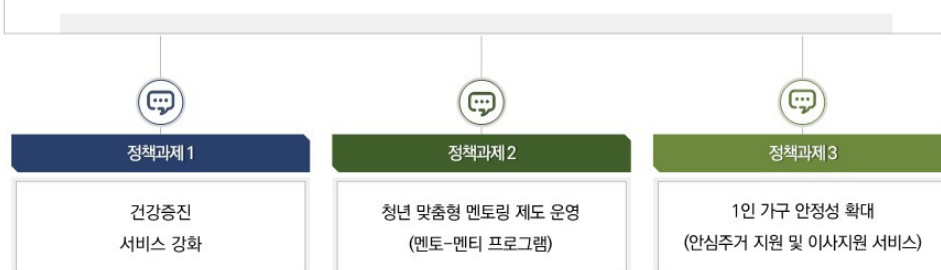 정책과제 1
건강증진
서비스 강화
정책과제 2
청년 맞춤형 멘토링 제도 운영
(멘토-멘티 프로그램)
정책과제 3
1인 가구 안정성 확대
(안심주거 지원 및 이사지원 서비스)